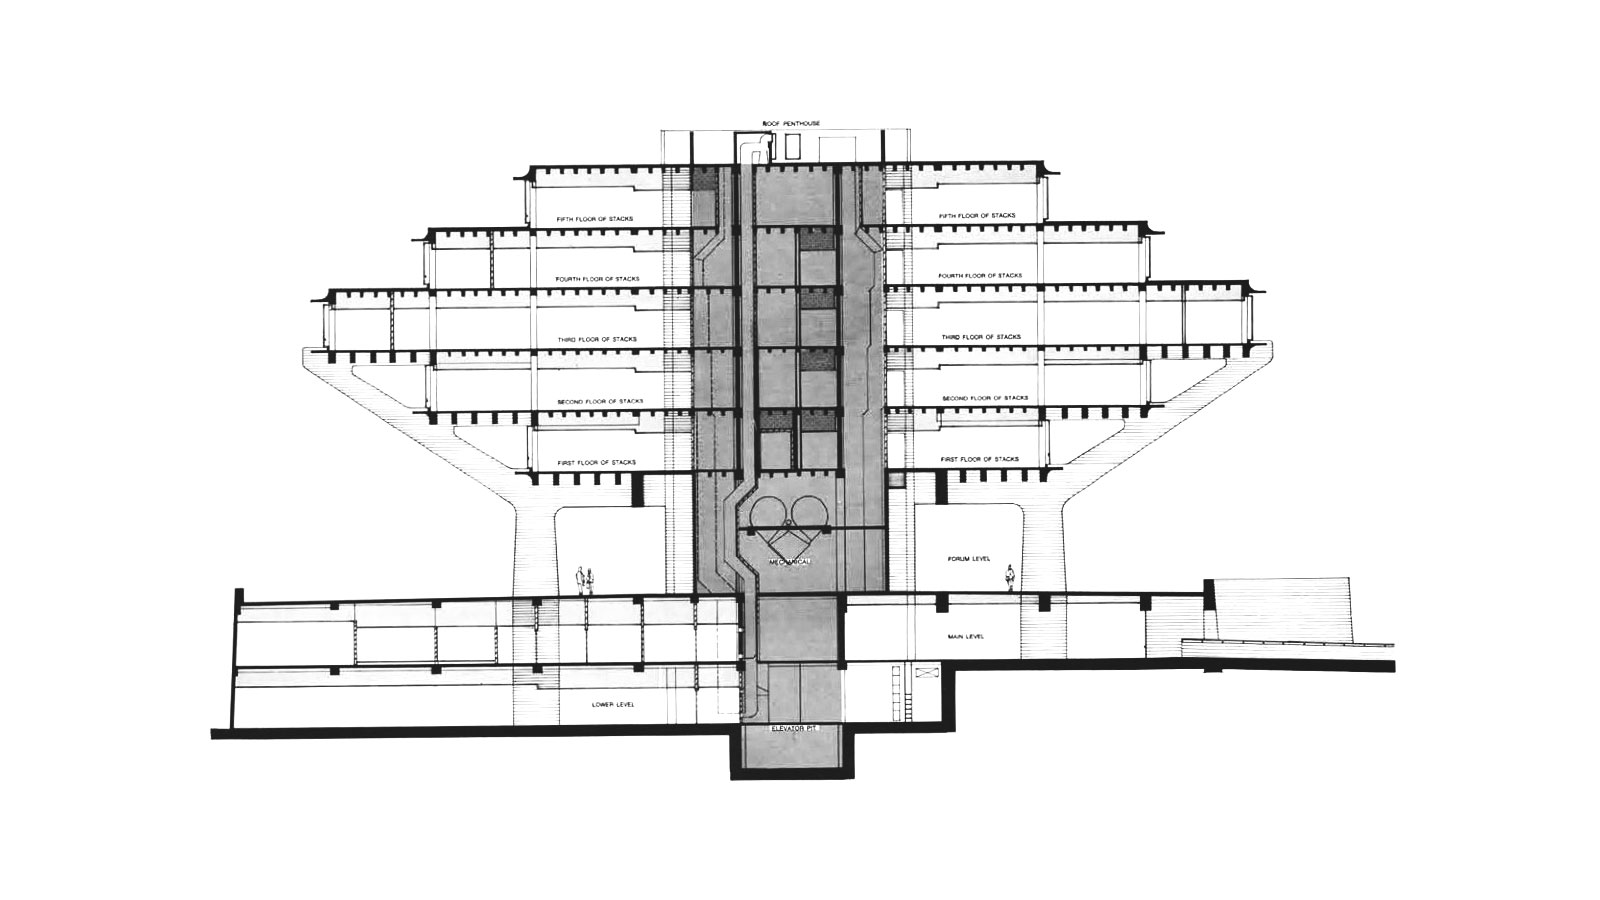 ROOF PENTHOUSE
FIFTH FLOOR OF STACKS
FIFTH FLOOR OF STACKS
FOURTH FLOOR OF STACKS
FOURTH FLOOR OF STACKS
THIRD FLOOR OF STACKS
THIRD FLOOR OF STACKS
SECOND FLOOR OF STACKS
SECOND FLOOR OF STACKS
FIRST FLOOR OF STACKS
FIRST FLOOR OF STACKS
MECHANICAL
FORUM LEVEL
MAIN LEVEL
LOWER LEVEL
ELEVATOR PIT